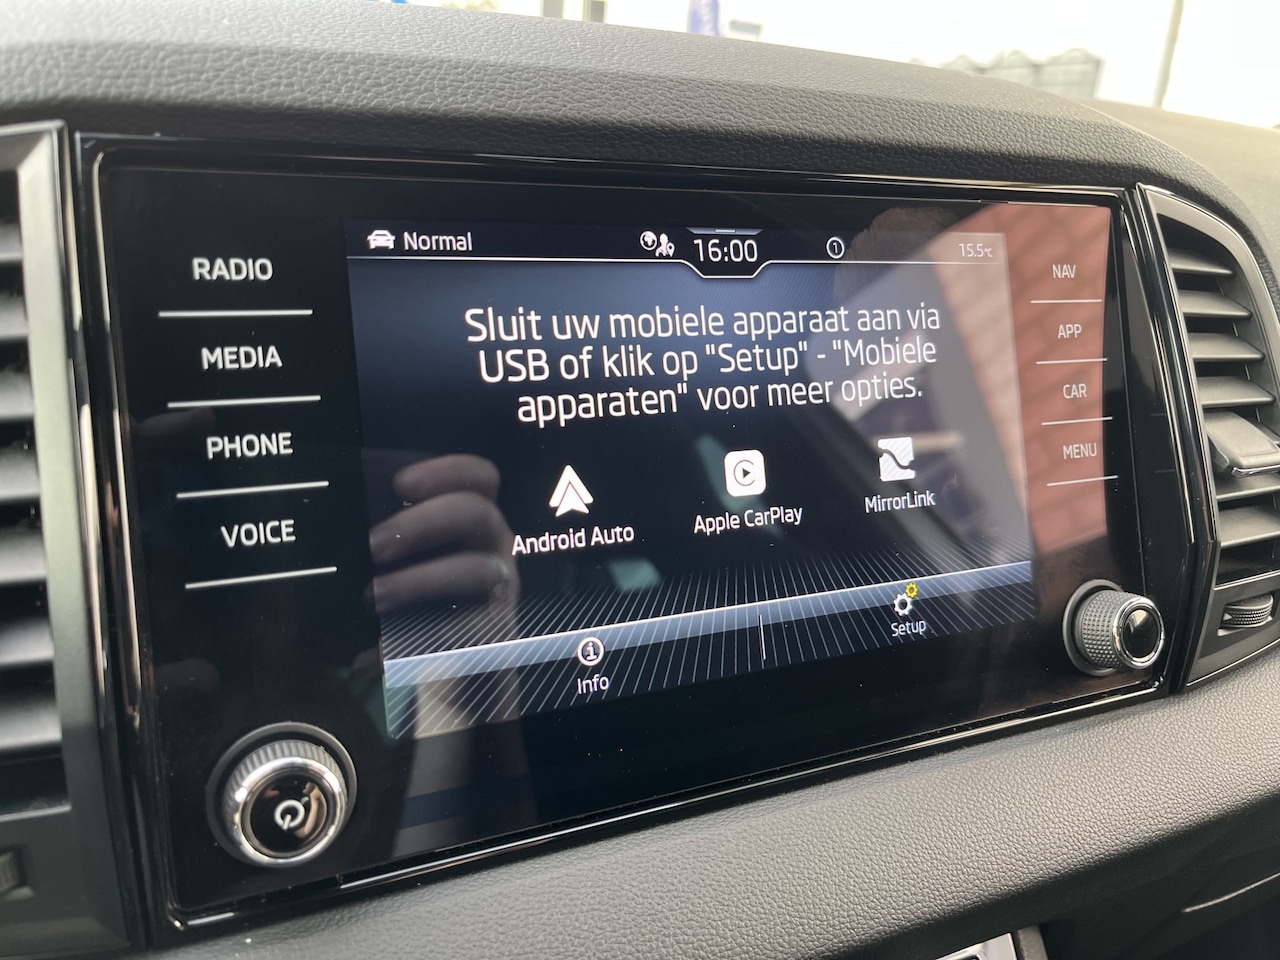 Normal
16:00
1
15.5°C
RADIO
MEDIA
PHONE
VOICE
Sluit uw mobiele apparaat aan via
USB of klik op "Setup" - "Mobiele
apparaten" voor meer opties.
Android Auto
Apple CarPlay
MirrorLink
Info
Setup
NAV
APP
CAR
MENU